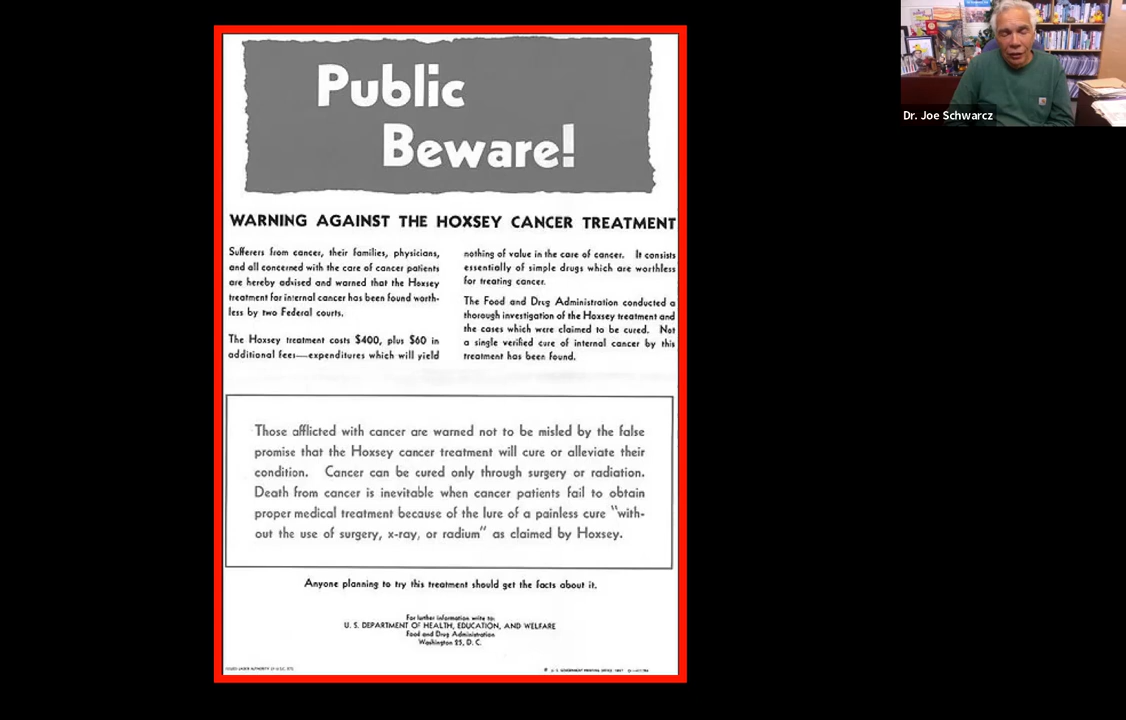 Public
Beware!
WARNING AGAINST THE HOXSEY CANCER TREATMENT
Sufferers from cancer, their families, physicians,
and all concerned with the care of cancer patients
are hereby advised and warned that the Hoxsey
treatment for internal cancer has been found worth-
less by two Federal courts.
The Hoxsey treatment costs $400, plus $60 in
additional fees—expenditures which will yield
nothing of value in the care of cancer. It consists
essentially of simple drugs which are worthless
for treating cancer.
The Food and Drug Administration conducted a
thorough investigation of the Hoxsey treatment and
the cases which were claimed to be cured. Not
a single verified cure of internal cancer by this
treatment has been found.
Those afflicted with cancer are warned not to be misled by the false
promise that the Hoxsey cancer treatment will cure or alleviate their
condition. Cancer can be cured only through surgery or radiation.
Death from cancer is inevitable when cancer patients fail to obtain
proper medical treatment because of the lure of a painless cure "with-
out the use of surgery, x-ray, or radium" as claimed by Hoxsey.
Anyone planning to try this treatment should get the facts about it.
For further information write to:
U. S. DEPARTMENT OF HEALTH, EDUCATION, AND WELFARE
Food and Drug Administration
Washington 25, D. C.
U. S. GOVERNMENT PRINTING OFFICE
Dr. Joe Schwarcz